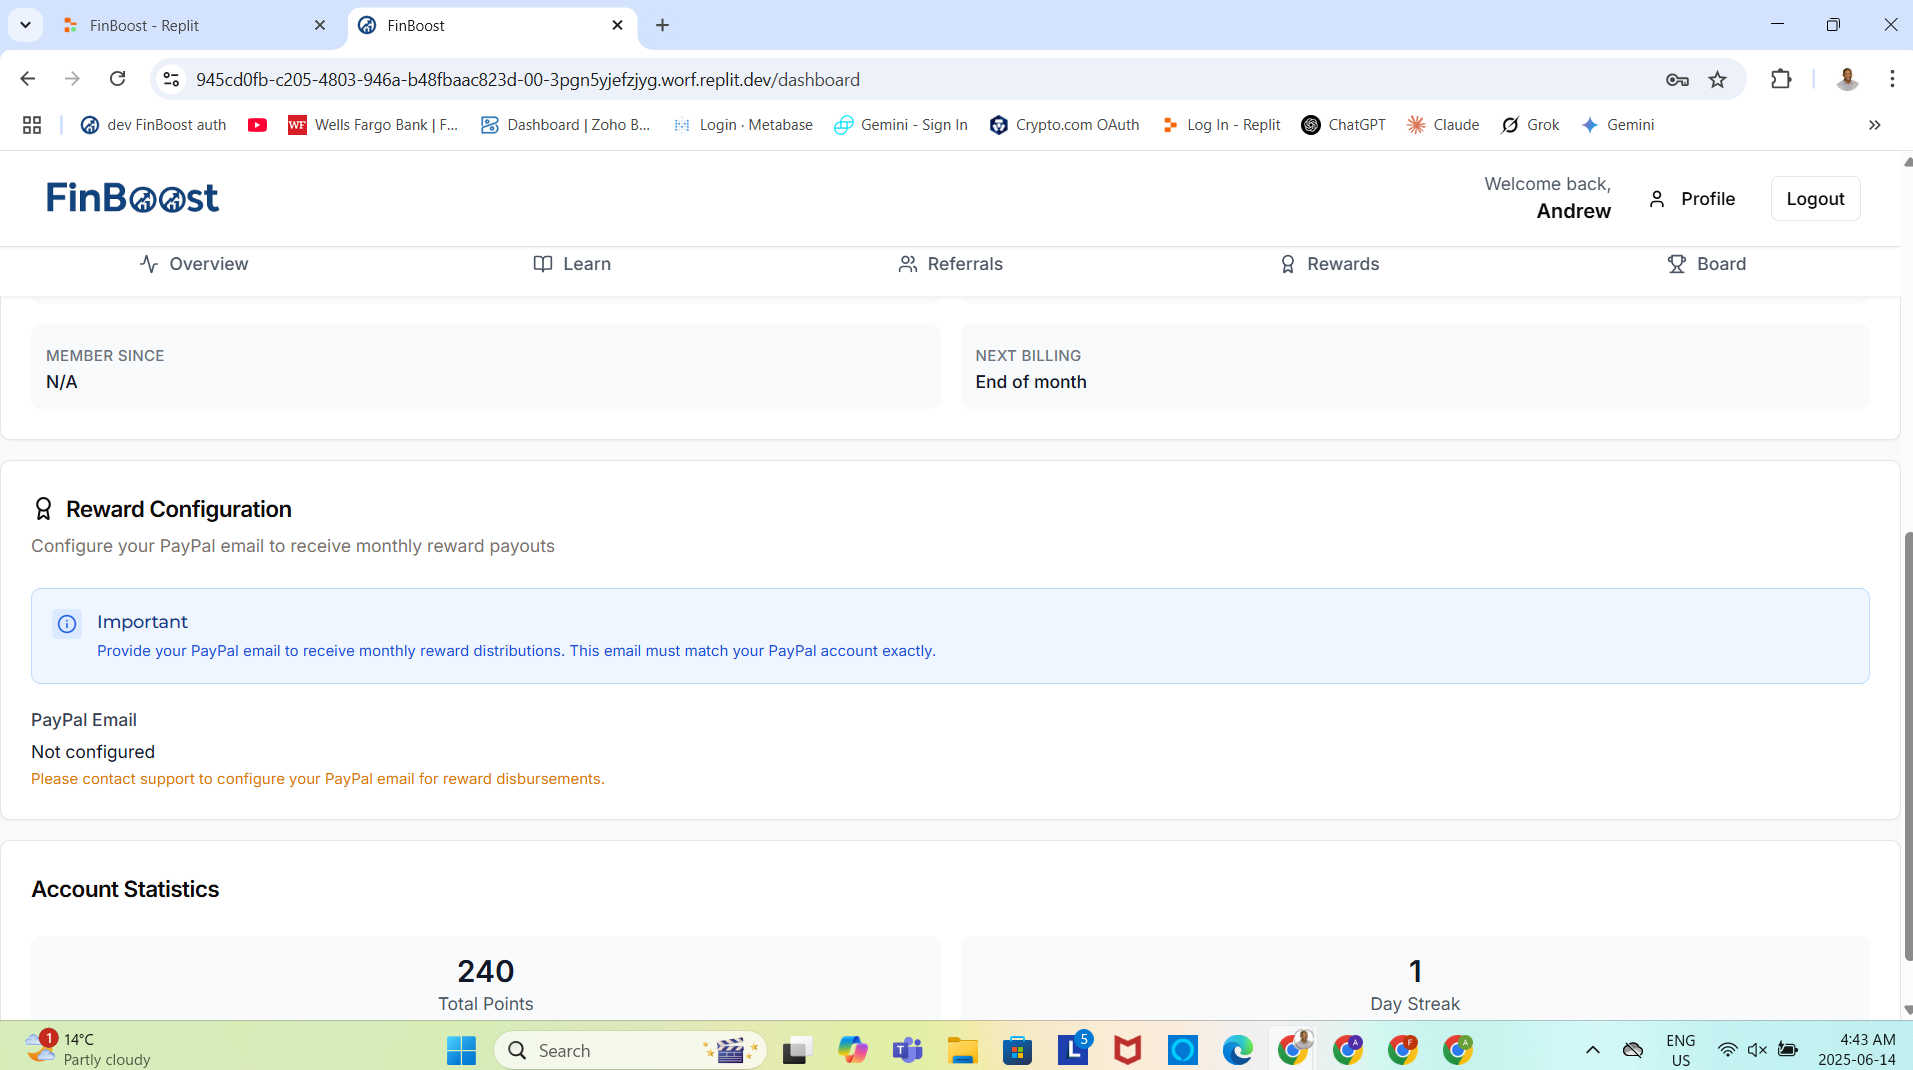 FinBoost - Replit
FinBoost
945cd0fb-c205-4803-946a-b48fbaac823d-00-3pgn5yjefzjyg.worf.replit.dev/dashboard
dev FinBoost auth
WF
Wells Fargo Bank | F...
Dashboard | Zoho B...
Login · Metabase
Gemini - Sign In
Crypto.com OAuth
Log In - Replit
ChatGPT
Claude
Grok
Gemini
FinBoost
Welcome back,
Andrew
Profile
Logout
Overview
Learn
Referrals
Rewards
Board
MEMBER SINCE
N/A
NEXT BILLING
End of month
Reward Configuration
Configure your PayPal email to receive monthly reward payouts
Important
Provide your PayPal email to receive monthly reward distributions. This email must match your PayPal account exactly.
PayPal Email
Not configured
Please contact support to configure your PayPal email for reward disbursements.
Account Statistics
240
Total Points
1
Day Streak
1
14°C
Partly cloudy
Search
L
5
A
F
A
ENG
US
4:43 AM
2025-06-14